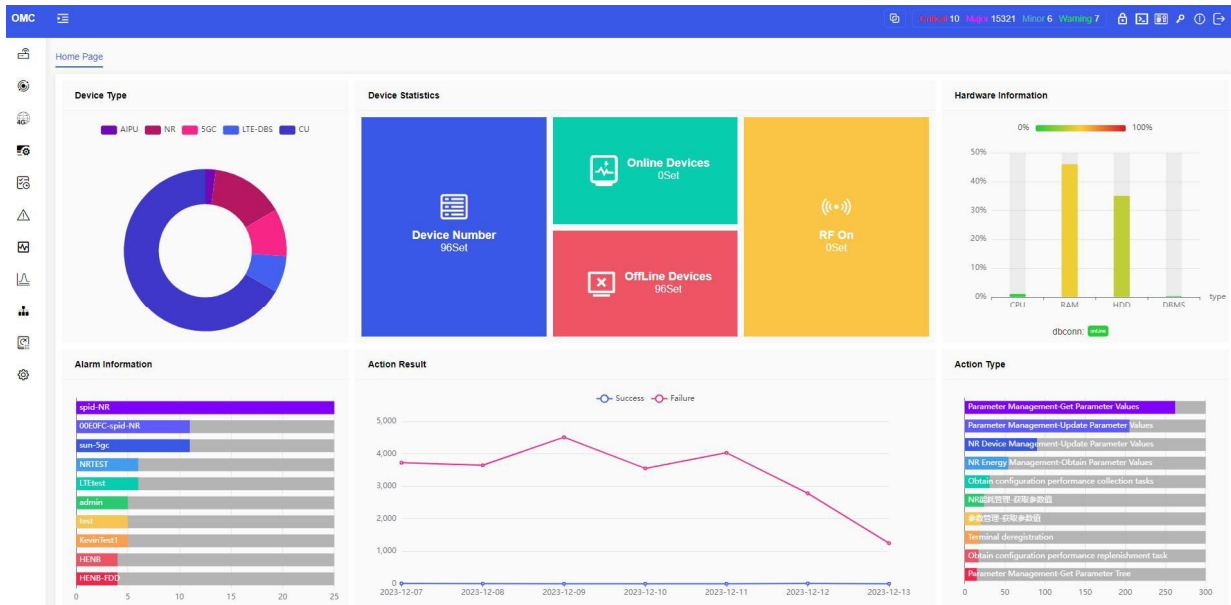 OMC
Critical 10 Major 15321 Minor 6 Warning 7
Home Page
Device Type
AIPU NR 5GC LTE-DBS CU
Device Statistics
Device Number
96Set
Online Devices
0Set
OffLine Devices
96Set
RF On
0Set
Hardware Information
0% 100%
50%
40%
30%
20%
10%
0%
CPU RAM HDD DBMS type
dbconn: online
Alarm Information
spid-NR
00E0FC-spid-NR
sun-5gc
NRTEST
LTEtest
admin
test
KevinTest1
HENB
HENB-FDD
0 5 10 15 20 25
Action Result
Success Failure
5,000
4,000
3,000
2,000
1,000
0
2023-12-07 2023-12-08 2023-12-09 2023-12-10 2023-12-11 2023-12-12 2023-12-13
Action Type
Parameter Management-Get Parameter Values
Parameter Management-Update Parameter Values
NR Device Management-Update Parameter Values
NR Energy Management-Obtain Parameter Values
Obtain configuration performance collection tasks
NR能耗管理-获取参数值
参数管理-获取参数值
Terminal deregistration
Obtain configuration performance replenishment task
Parameter Management-Get Parameter Tree
0 50 100 150 200 250 300
4G